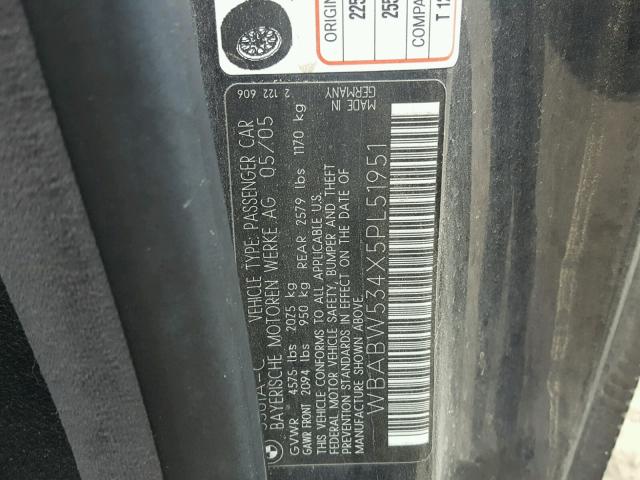 ORIGIN
225
255
COMPA
T 12
VEHICLE TYPE: PASSENGER CAR
BAYERISCHE MOTOREN WERKE AG 05/05
GVWR 4575 lbs 2075 kg
GAWR FRONT 2094 lbs 950 kg REAR 2579 lbs 1170 kg
THIS VEHICLE CONFORMS TO ALL APPLICABLE U.S.
FEDERAL MOTOR VEHICLE SAFETY, BUMPER AND THEFT
PREVENTION STANDARDS IN EFFECT ON THE DATE OF
MANUFACTURE SHOWN ABOVE.
WBABW534X5PL51951
2 122 606
MADE IN
GERMANY